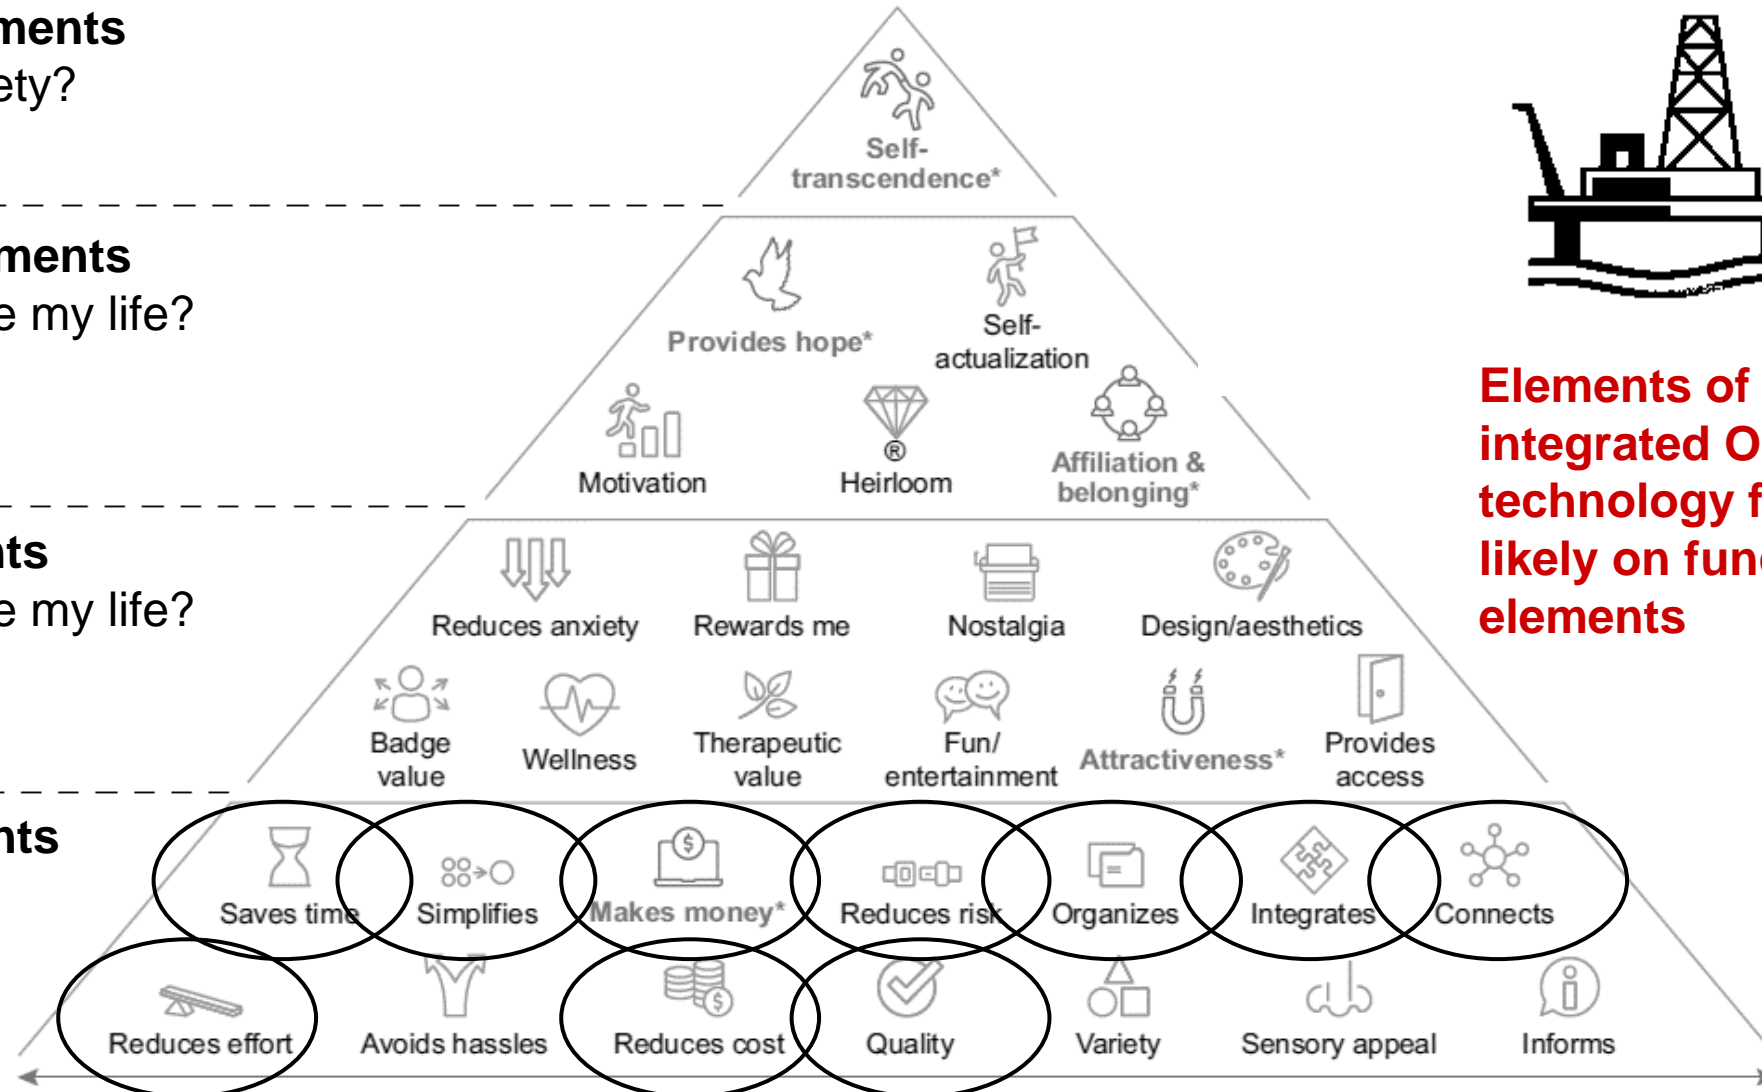 ments
ety?
Self-
transcendence*
ments
e my life?
Provides hope*
Self-
actualization
Motivation
®
Heirloom
Affiliation &
belonging*
nts
e my life?
Reduces anxiety
Rewards me
Nostalgia
Design/aesthetics
Badge
value
Wellness
Therapeutic
value
Fun/
entertainment
Attractiveness*
Provides
access
nts
Saves time
Simplifies
$
Makes money*
Reduces risk
Organizes
Integrates
Connects
Reduces effort
Avoids hassles
$
Reduces cost
Quality
Variety
Sensory appeal
i
Informs
Elements of
integrated O
technology f
likely on fun
elements